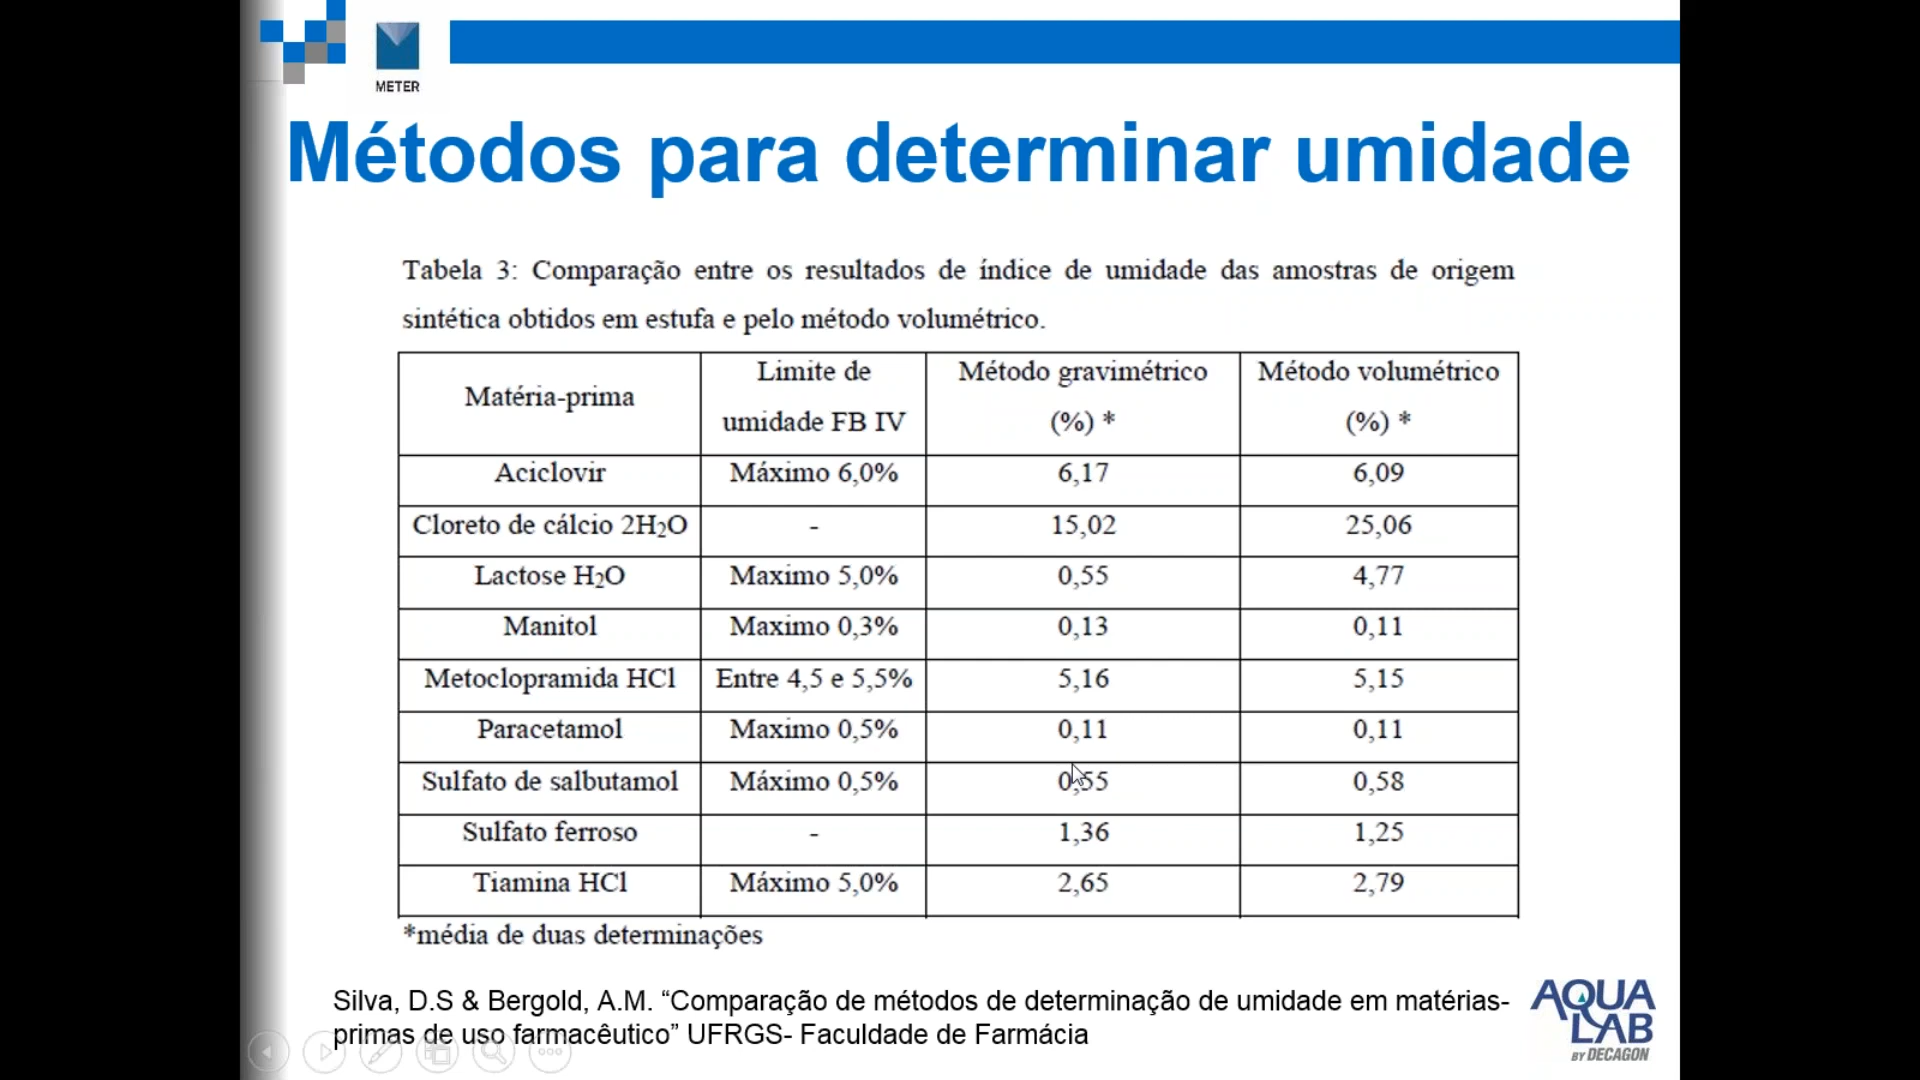 METER
Métodos para determinar umidade
Tabela 3: Comparação entre os resultados de índice de umidade das amostras de origem
sintética obtidos em estufa e pelo método volumétrico.
Matéria-prima | Limite de umidade FB IV | Método gravimétrico (%) * | Método volumétrico (%) *
Aciclovir | Máximo 6,0% | 6,17 | 6,09
Cloreto de cálcio 2H₂O | - | 15,02 | 25,06
Lactose H₂O | Maximo 5,0% | 0,55 | 4,77
Manitol | Maximo 0,3% | 0,13 | 0,11
Metoclopramida HCl | Entre 4,5 e 5,5% | 5,16 | 5,15
Paracetamol | Maximo 0,5% | 0,11 | 0,11
Sulfato de salbutamol | Máximo 0,5% | 0,55 | 0,58
Sulfato ferroso | - | 1,36 | 1,25
Tiamina HCl | Máximo 5,0% | 2,65 | 2,79
*média de duas determinações
Silva, D.S & Bergold, A.M. “Comparação de métodos de determinação de umidade em matérias-
primas de uso farmacêutico” UFRGS- Faculdade de Farmácia
AQUA
LAB
BY DECAGON